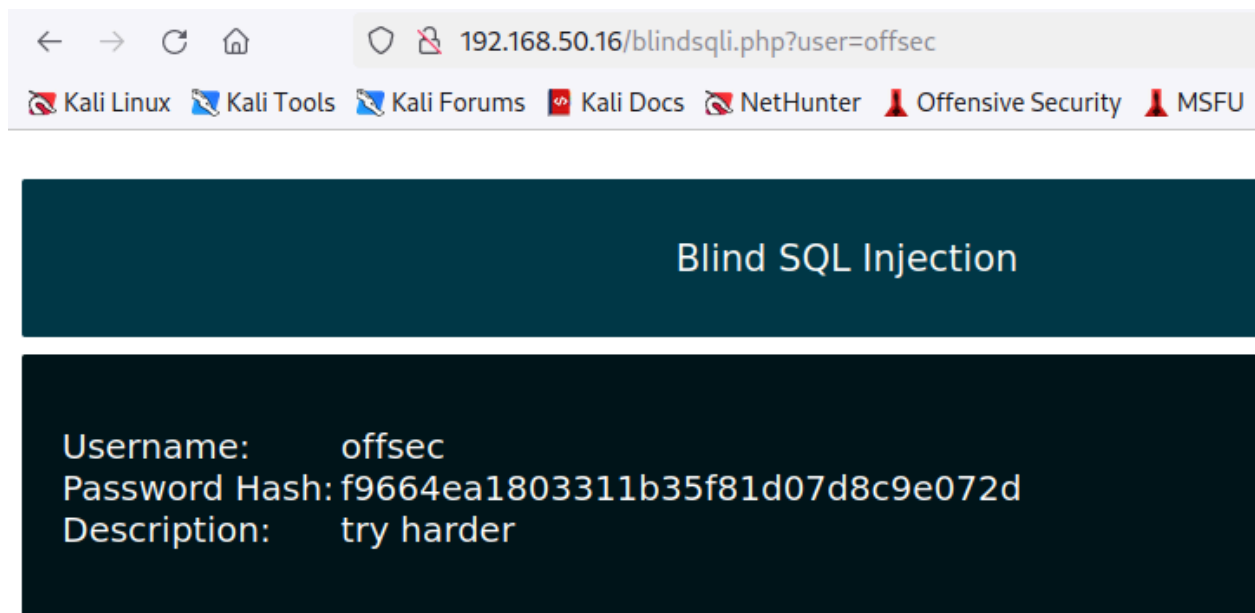 192.168.50.16/blindsqli.php?user=offsec
Kali Linux Kali Tools Kali Forums Kali Docs NetHunter Offensive Security MSFU
Blind SQL Injection
Username: offsec
Password Hash: f9664ea1803311b35f81d07d8c9e072d
Description: try harder